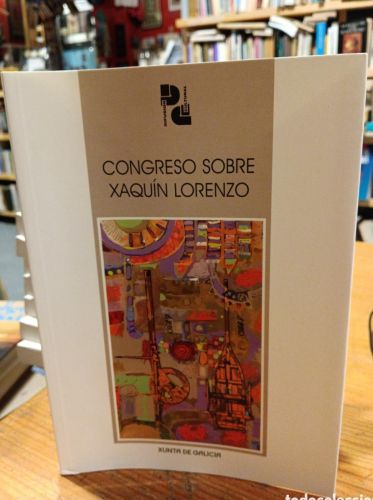 CONGRESO SOBRE
XAQUÍN LORENZO
XUNTA DE GALICIA